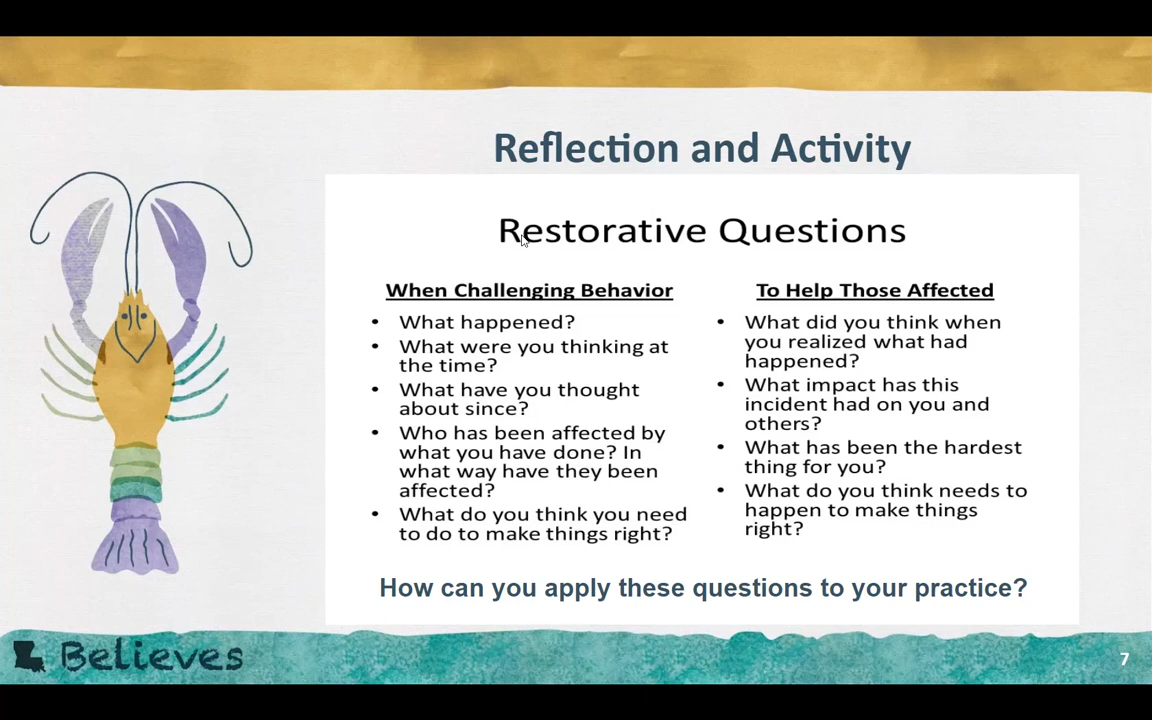 Reflection and Activity
Restorative Questions
When Challenging Behavior
• What happened?
• What were you thinking at
the time?
• What have you thought
about since?
• Who has been affected by
what you have done? In
what way have they been
affected?
• What do you think you need
to do to make things right?
To Help Those Affected
• What did you think when
you realized what had
happened?
• What impact has this
incident had on you and
others?
• What has been the hardest
thing for you?
• What do you think needs to
happen to make things
right?
How can you apply these questions to your practice?
Believes
7